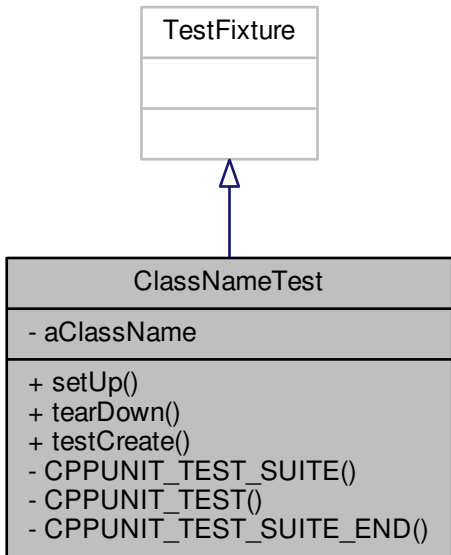 TestFixture
ClassNameTest
- aClassName
+ setUp()
+ tearDown()
+ testCreate()
- CPPUNIT_TEST_SUITE()
- CPPUNIT_TEST()
- CPPUNIT_TEST_SUITE_END()